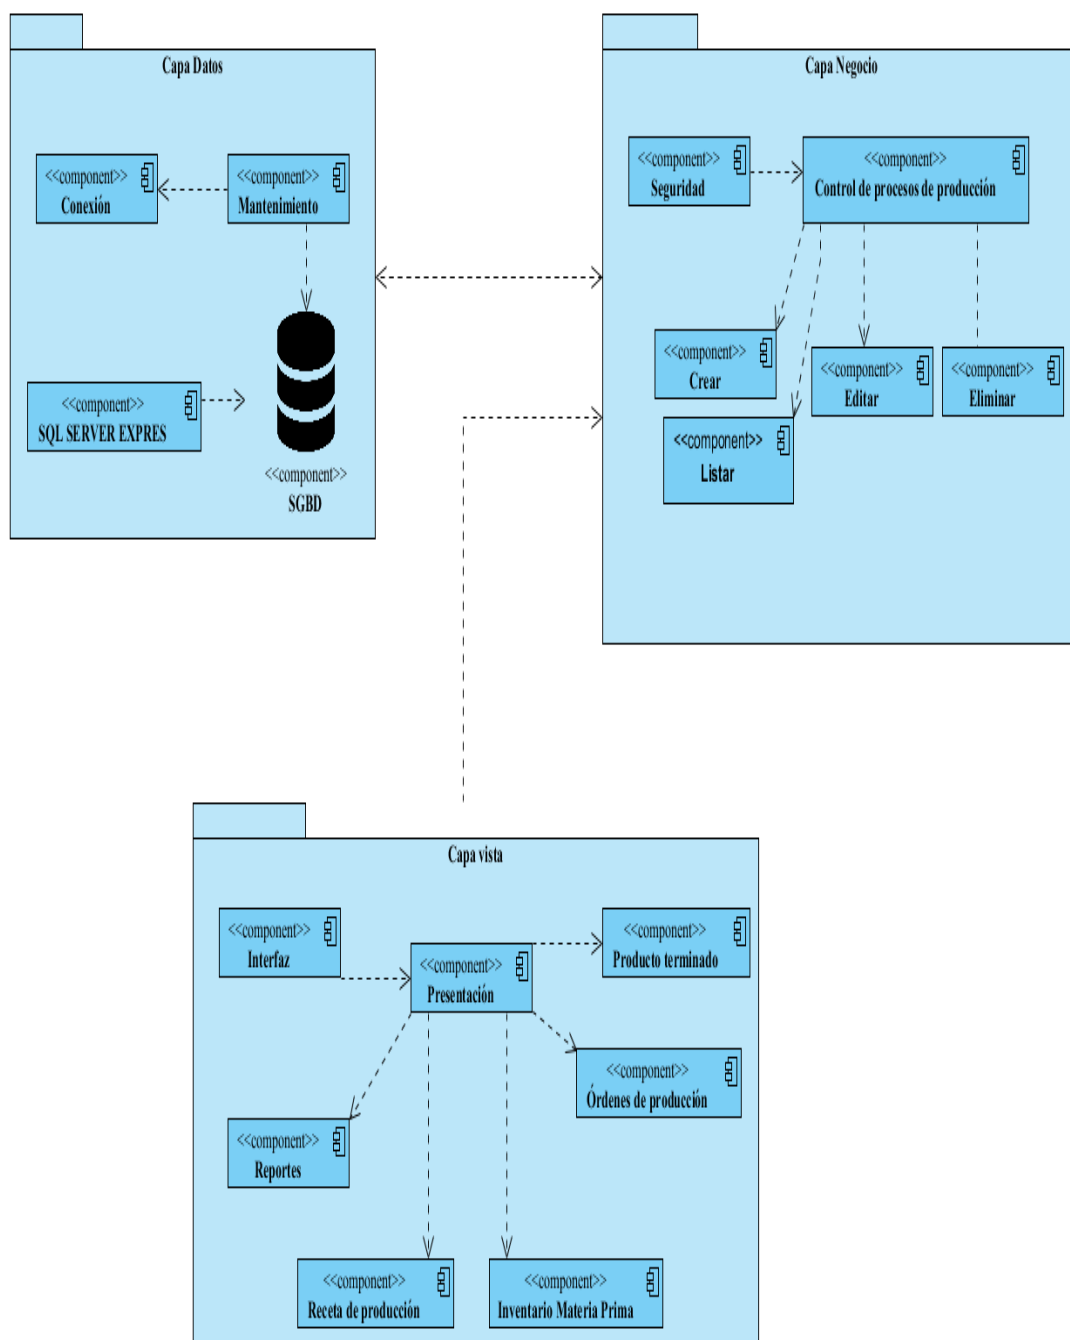 Capa Datos
<<component>>
Conexión
<<component>>
Mantenimiento
<<component>>
SQL SERVER EXPRES
<<component>>
SGBD
Capa Negocio
<<component>>
Seguridad
<<component>>
Control de procesos de producción
<<component>>
Crear
<<component>>
Editar
<<component>>
Eliminar
<<component>>
Listar
Capa vista
<<component>>
Interfaz
<<component>>
Presentación
<<component>>
Producto terminado
<<component>>
Órdenes de producción
<<component>>
Reportes
<<component>>
Receta de producción
<<component>>
Inventario Materia Prima